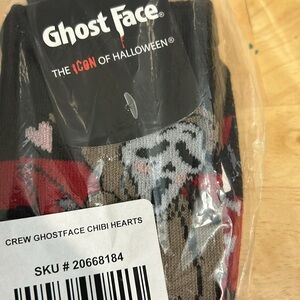 Ghost Face®
THE ICON OF HALLOWEEN®
CREW GHOSTFACE CHIBI HEARTS
SKU # 20668184